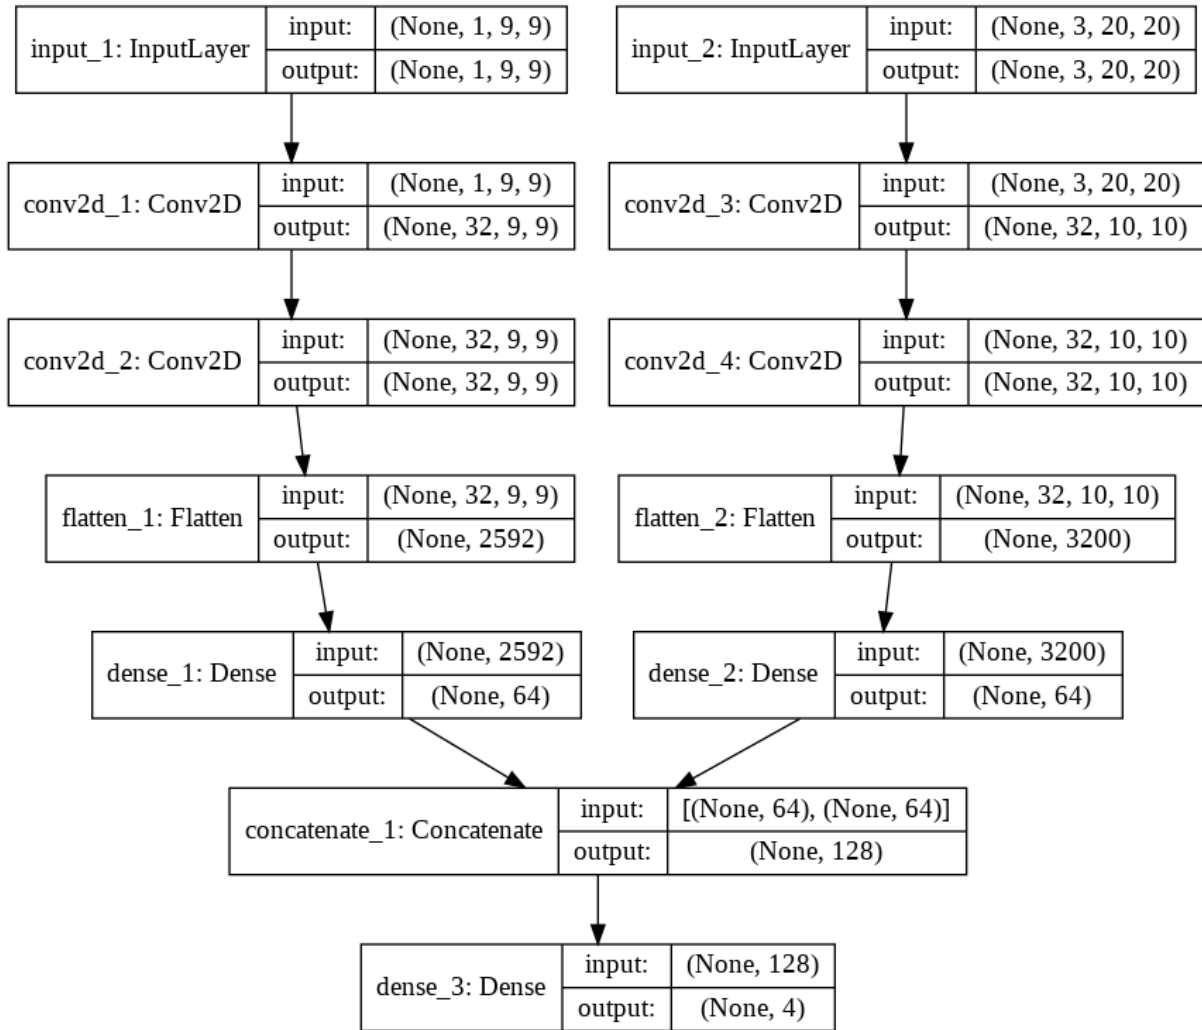 input_1: InputLayer
input: (None, 1, 9, 9)
output: (None, 1, 9, 9)
input_2: InputLayer
input: (None, 3, 20, 20)
output: (None, 3, 20, 20)
conv2d_1: Conv2D
input: (None, 1, 9, 9)
output: (None, 32, 9, 9)
conv2d_3: Conv2D
input: (None, 3, 20, 20)
output: (None, 32, 10, 10)
conv2d_2: Conv2D
input: (None, 32, 9, 9)
output: (None, 32, 9, 9)
conv2d_4: Conv2D
input: (None, 32, 10, 10)
output: (None, 32, 10, 10)
flatten_1: Flatten
input: (None, 32, 9, 9)
output: (None, 2592)
flatten_2: Flatten
input: (None, 32, 10, 10)
output: (None, 3200)
dense_1: Dense
input: (None, 2592)
output: (None, 64)
dense_2: Dense
input: (None, 3200)
output: (None, 64)
concatenate_1: Concatenate
input: [(None, 64), (None, 64)]
output: (None, 128)
dense_3: Dense
input: (None, 128)
output: (None, 4)